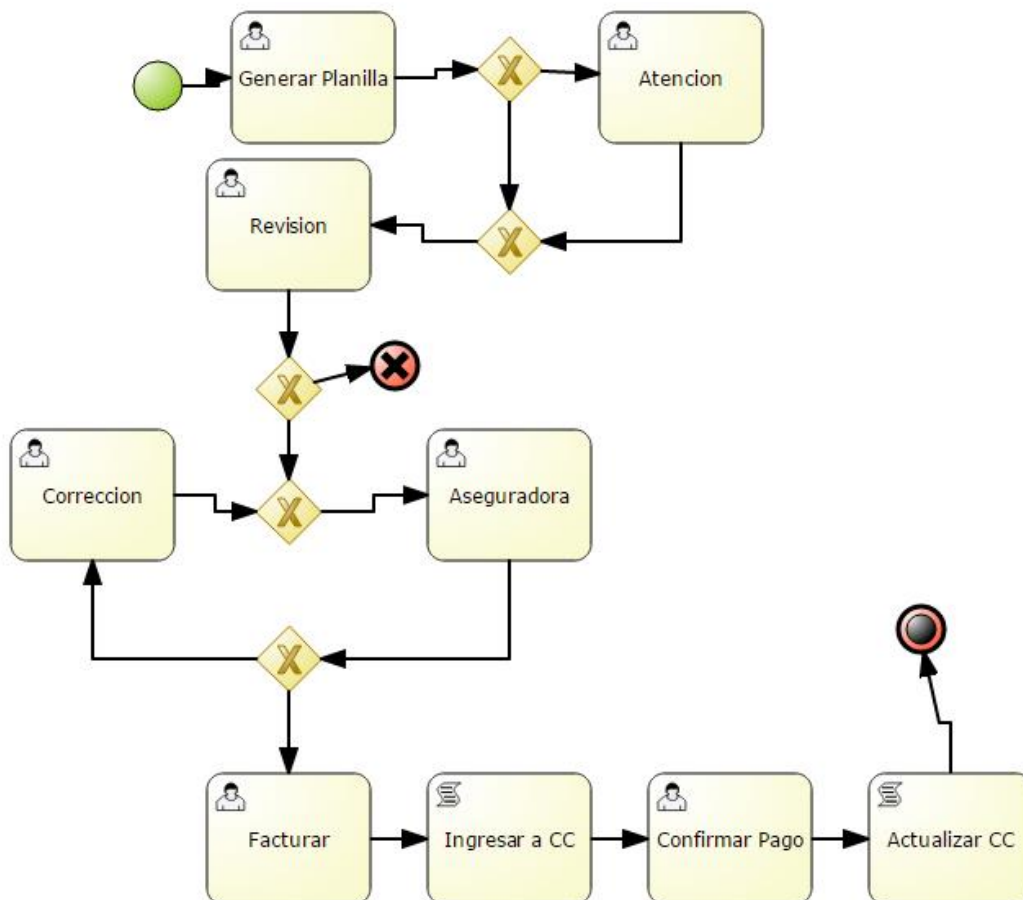 Generar Planilla
Atencion
Revision
Correccion
Aseguradora
Facturar
Ingresar a CC
Confirmar Pago
Actualizar CC